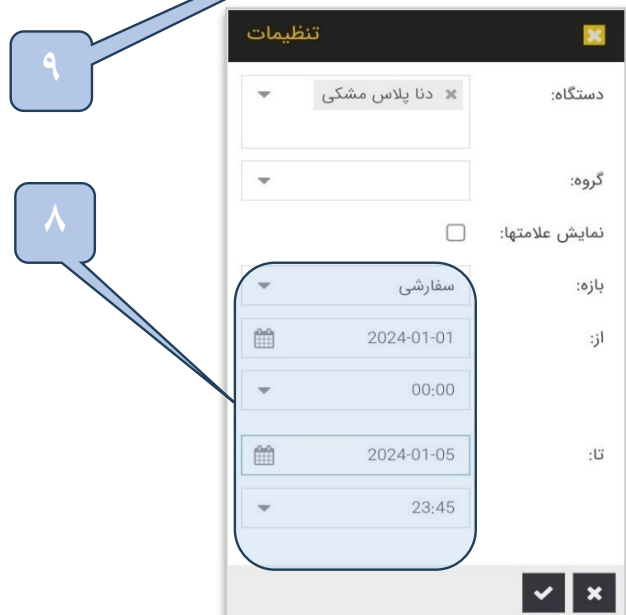 تنظیمات
۹
دستگاه: دنا پلاس مشکی
گروه:
۸
نمایش علامتها:
بازه: سفارشی
از: 2024-01-01
00:00
تا: 2024-01-05
23:45